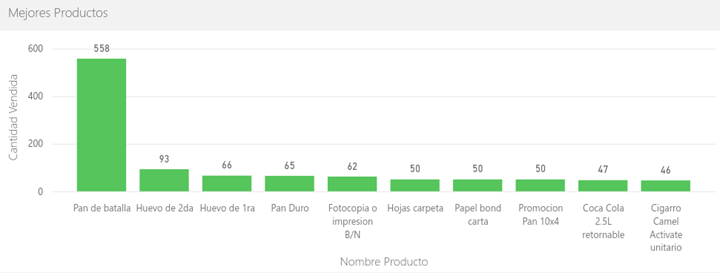 Mejores Productos
600
400
200
0
Cantidad Vendida
558
93
66
65
62
50
50
50
47
46
Pan de batalla
Huevo de 2da
Huevo de 1ra
Pan Duro
Fotocopia o
impresion
B/N
Hojas carpeta
Papel bond
carta
Promocion
Pan 10x4
Coca Cola
2.5L
retornable
Cigarro
Camel
Activate
unitario
Nombre Producto